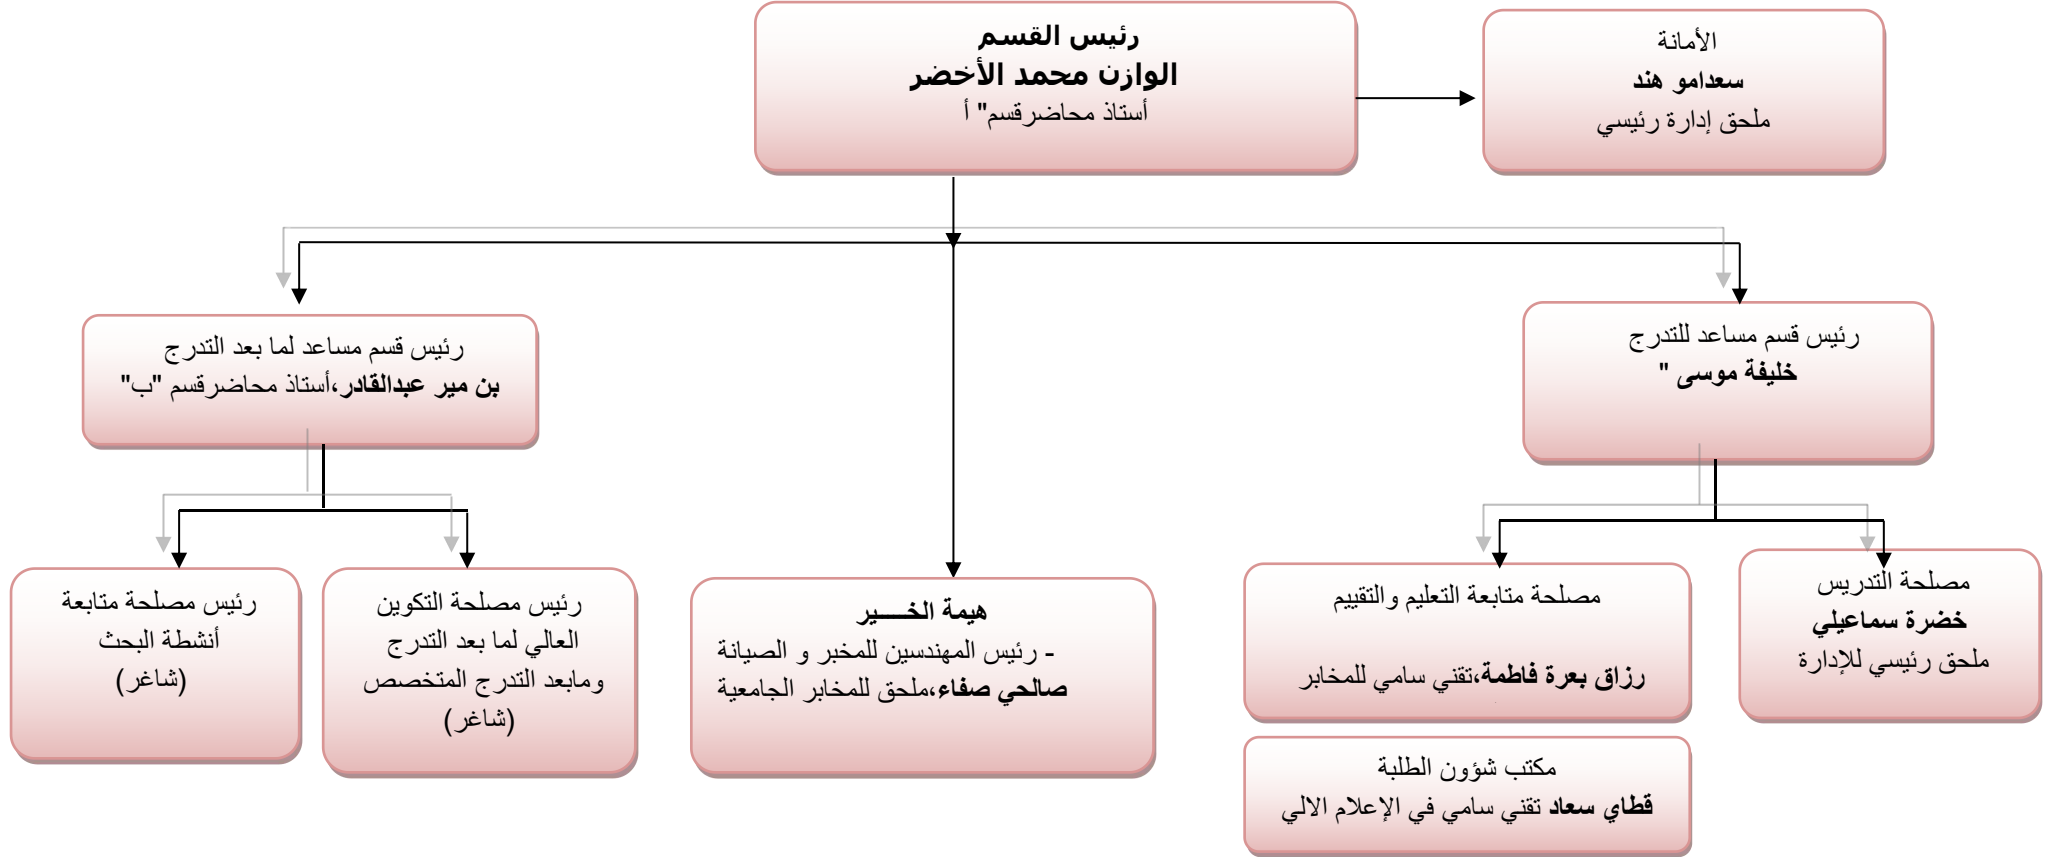 رئيس القسم
الوازن محمد الأخضر
أستاذ محاضرقسم" أ
الأمانة
سعدامو هند
ملحق إدارة رئيسي
رئيس قسم مساعد للتدرج
خليفة موسى "
رئيس قسم مساعد لما بعد التدرج
بن مير عبدالقادر،أستاذ محاضرقسم "ب"
مصلحة التدريس
خضرة سماعيلي
ملحق رئيسي للإدارة
مصلحة متابعة التعليم والتقييم
رزاق بعرة فاطمة،تقني سامي للمخابر
هيمة الخــــير
- رئيس المهندسين للمخبر و الصيانة
صالحي صفاء،ملحق للمخابر الجامعية
رئيس مصلحة التكوين
العالي لما بعد التدرج
ومابعد التدرج المتخصص
(شاغر)
رئيس مصلحة متابعة
أنشطة البحث
(شاغر)
مكتب شؤون الطلبة
قطاي سعاد تقني سامي في الإعلام الالي